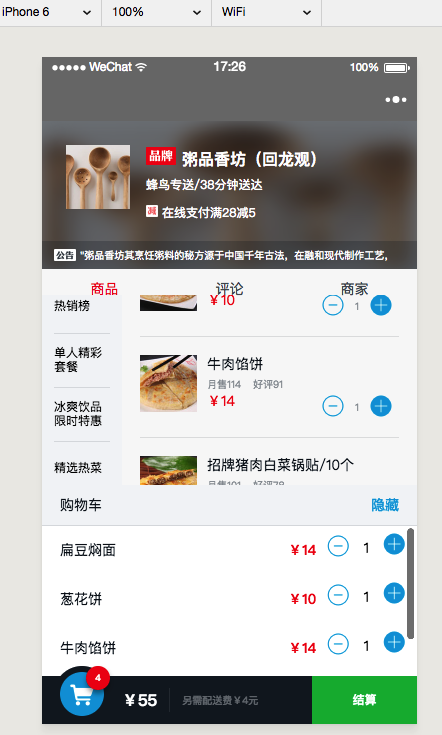 iPhone 6 100% WiFi
WeChat 17:26 100%
品牌 粥品香坊（回龙观）
蜂鸟专送/38分钟送达
减 在线支付满28减5
公告 "粥品香坊其烹饪粥料的秘方源于中国千年古法，在融和现代制作工艺，
商品 评论 商家
热销榜
￥10 1
单人精彩套餐
牛肉馅饼
月售114 好评91
￥14 1
冰爽饮品
限时特惠
精选热菜
招牌猪肉白菜锅贴/10个
月售101 好评78
购物车 隐藏
扁豆焖面 ￥14 1
葱花饼 ￥10 1
牛肉馅饼 ￥14 1
4 ￥55 另需配送费￥4元 结算